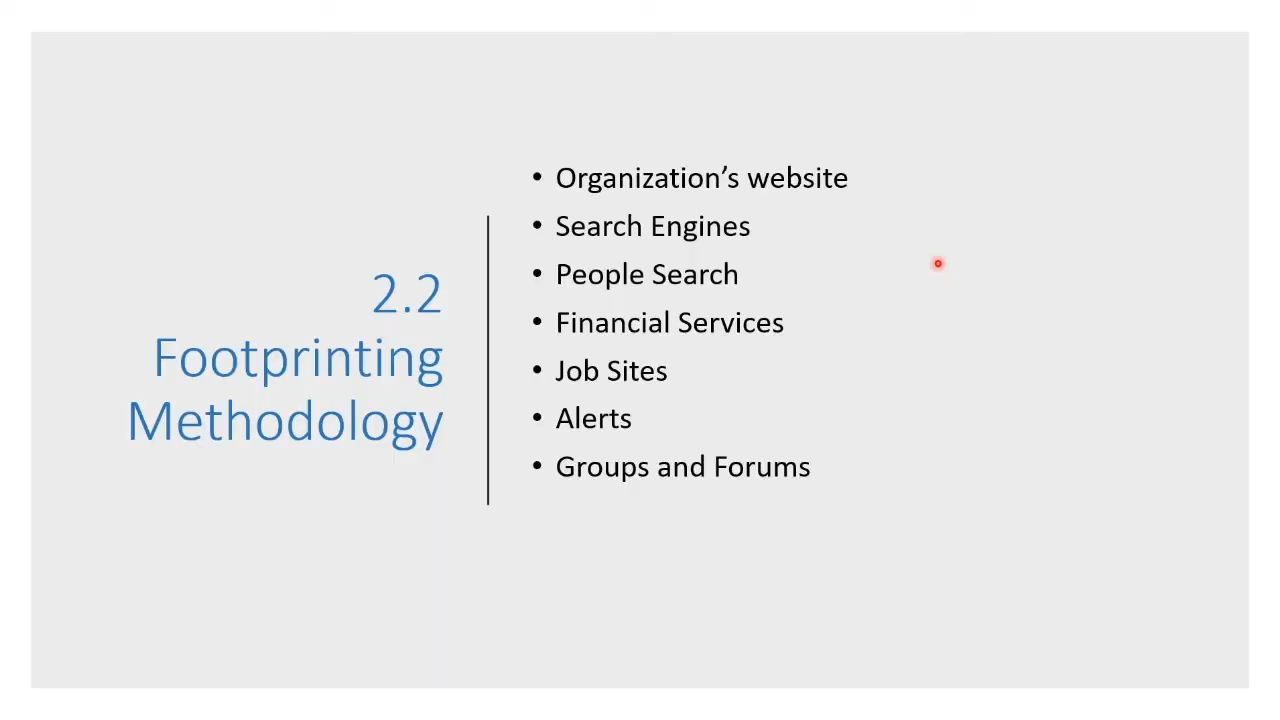 2.2
Footprinting
Methodology
• Organization’s website
• Search Engines
• People Search
• Financial Services
• Job Sites
• Alerts
• Groups and Forums